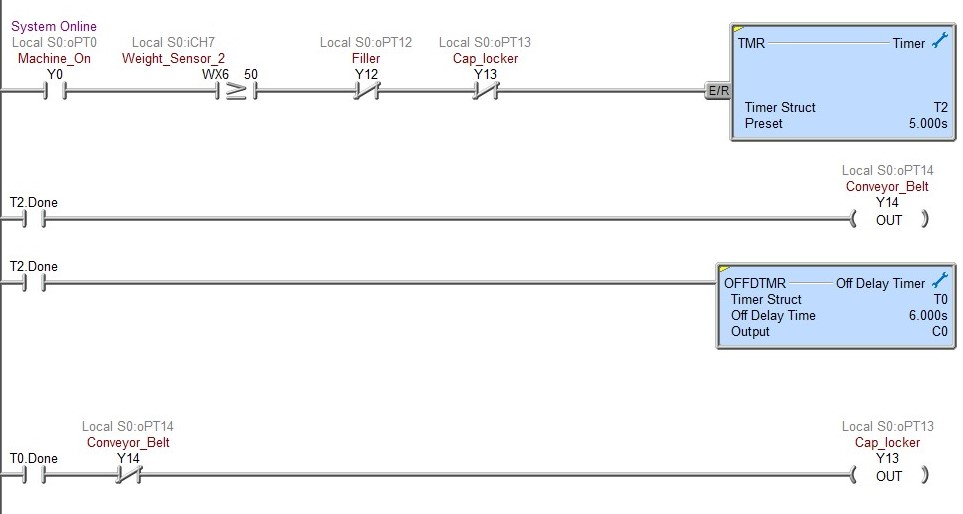 System Online
Local S0:oPT0 Local S0:iCH7 Local S0:oPT12 Local S0:oPT13
Machine_On Weight_Sensor_2 Filler Cap_locker
Y0 WX6 50 Y12 Y13
≥
TMR Timer
E/R
Timer Struct T2
Preset 5.000s
Local S0:oPT14
Conveyor_Belt
T2.Done Y14
OUT
T2.Done
OFFDTMR Off Delay Timer
Timer Struct T0
Off Delay Time 6.000s
Output C0
Local S0:oPT14 Local S0:oPT13
Conveyor_Belt Cap_locker
T0.Done Y14 Y13
OUT